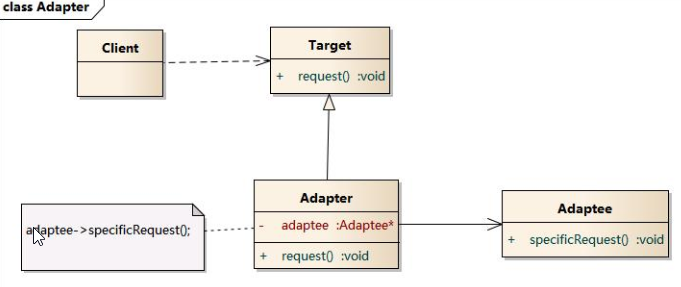 class Adapter
Client
Target
+ request() :void
Adapter
- adaptee :Adaptee*
+ request() :void
Adaptee
+ specificRequest() :void
adaptee->specificRequest();